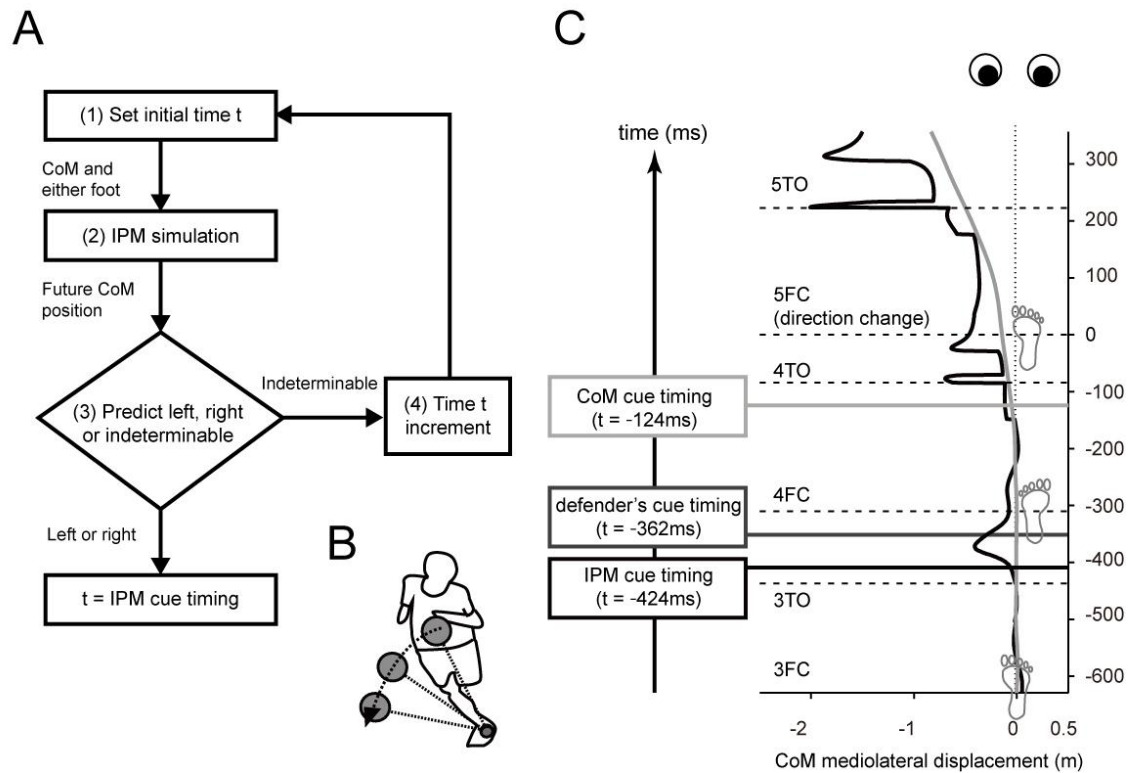 A
(1) Set initial time t
CoM and
either foot
(2) IPM simulation
Future CoM
position
(3) Predict left, right
or indeterminable
Indeterminable
(4) Time t
increment
Left or right
t = IPM cue timing
B
C
time (ms)
CoM cue timing
(t = -124ms)
defender's cue timing
(t = -362ms)
IPM cue timing
(t = -424ms)
5TO
5FC
(direction change)
4TO
4FC
3TO
3FC
300
200
100
0
-100
-200
-300
-400
-500
-600
-2
-1
0
0.5
CoM mediolateral displacement (m)